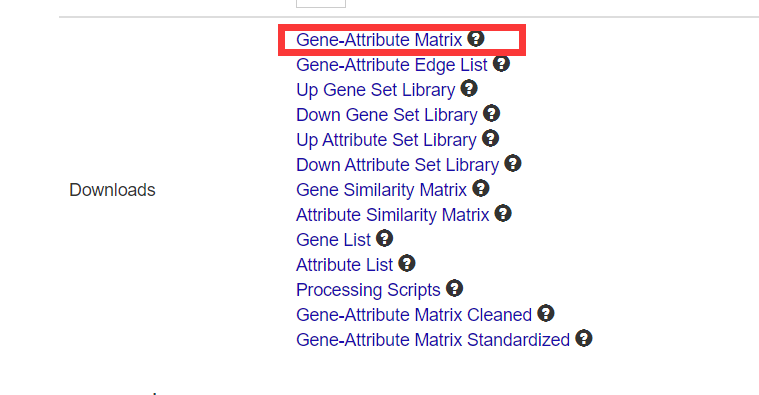 Gene-Attribute Matrix ?
Gene-Attribute Edge List ?
Up Gene Set Library ?
Down Gene Set Library ?
Up Attribute Set Library ?
Down Attribute Set Library ?
Downloads Gene Similarity Matrix ?
Attribute Similarity Matrix ?
Gene List ?
Attribute List ?
Processing Scripts ?
Gene-Attribute Matrix Cleaned ?
Gene-Attribute Matrix Standardized ?